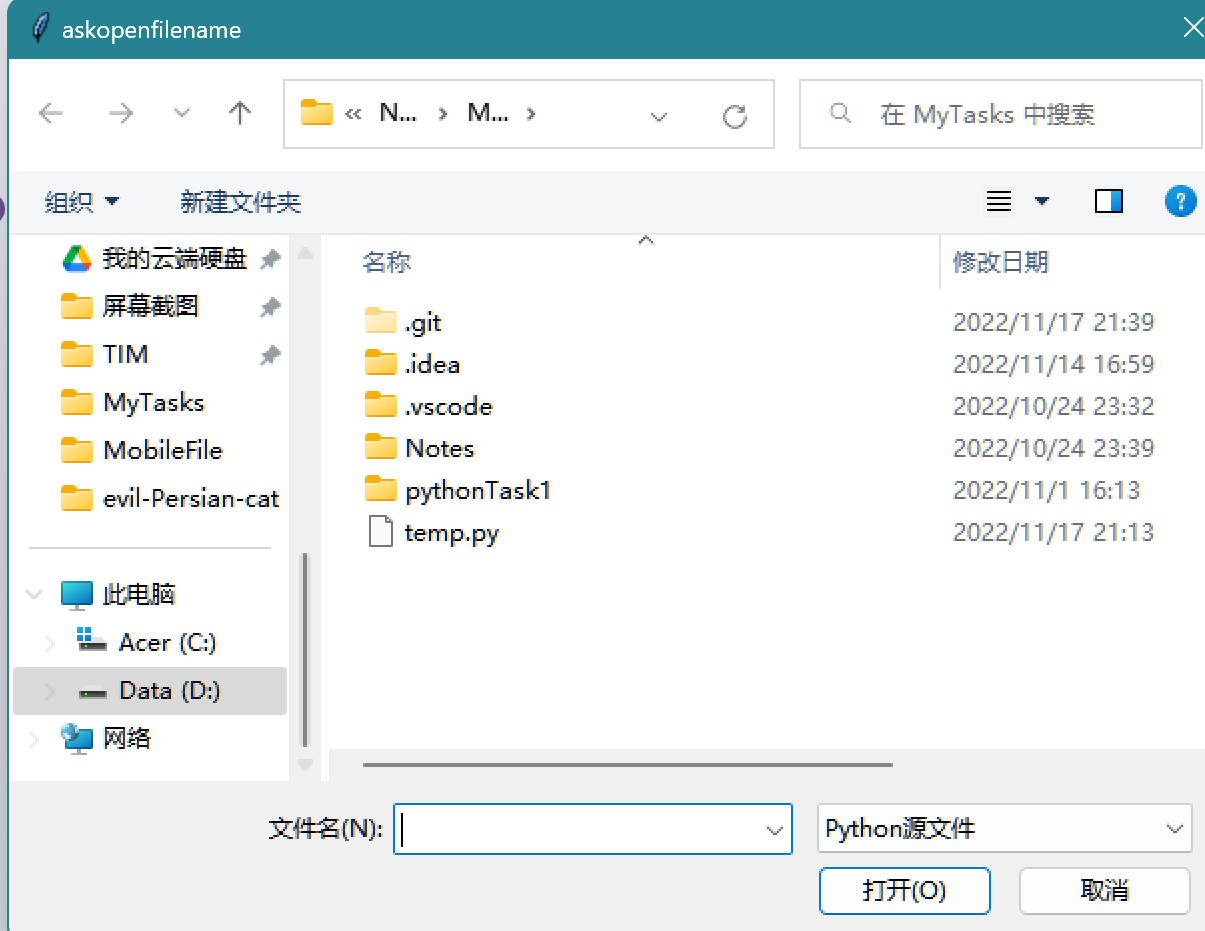 askopenfilename
« N... › M... ›
在 MyTasks 中搜索
组织
新建文件夹
?
我的云端硬盘
屏幕截图
TIM
MyTasks
MobileFile
evil-Persian-cat
此电脑
Acer (C:)
Data (D:)
网络
名称 修改日期
.git 2022/11/17 21:39
.idea 2022/11/14 16:59
.vscode 2022/10/24 23:32
Notes 2022/10/24 23:39
pythonTask1 2022/11/1 16:13
temp.py 2022/11/17 21:13
文件名(N):
Python源文件
打开(O)
取消